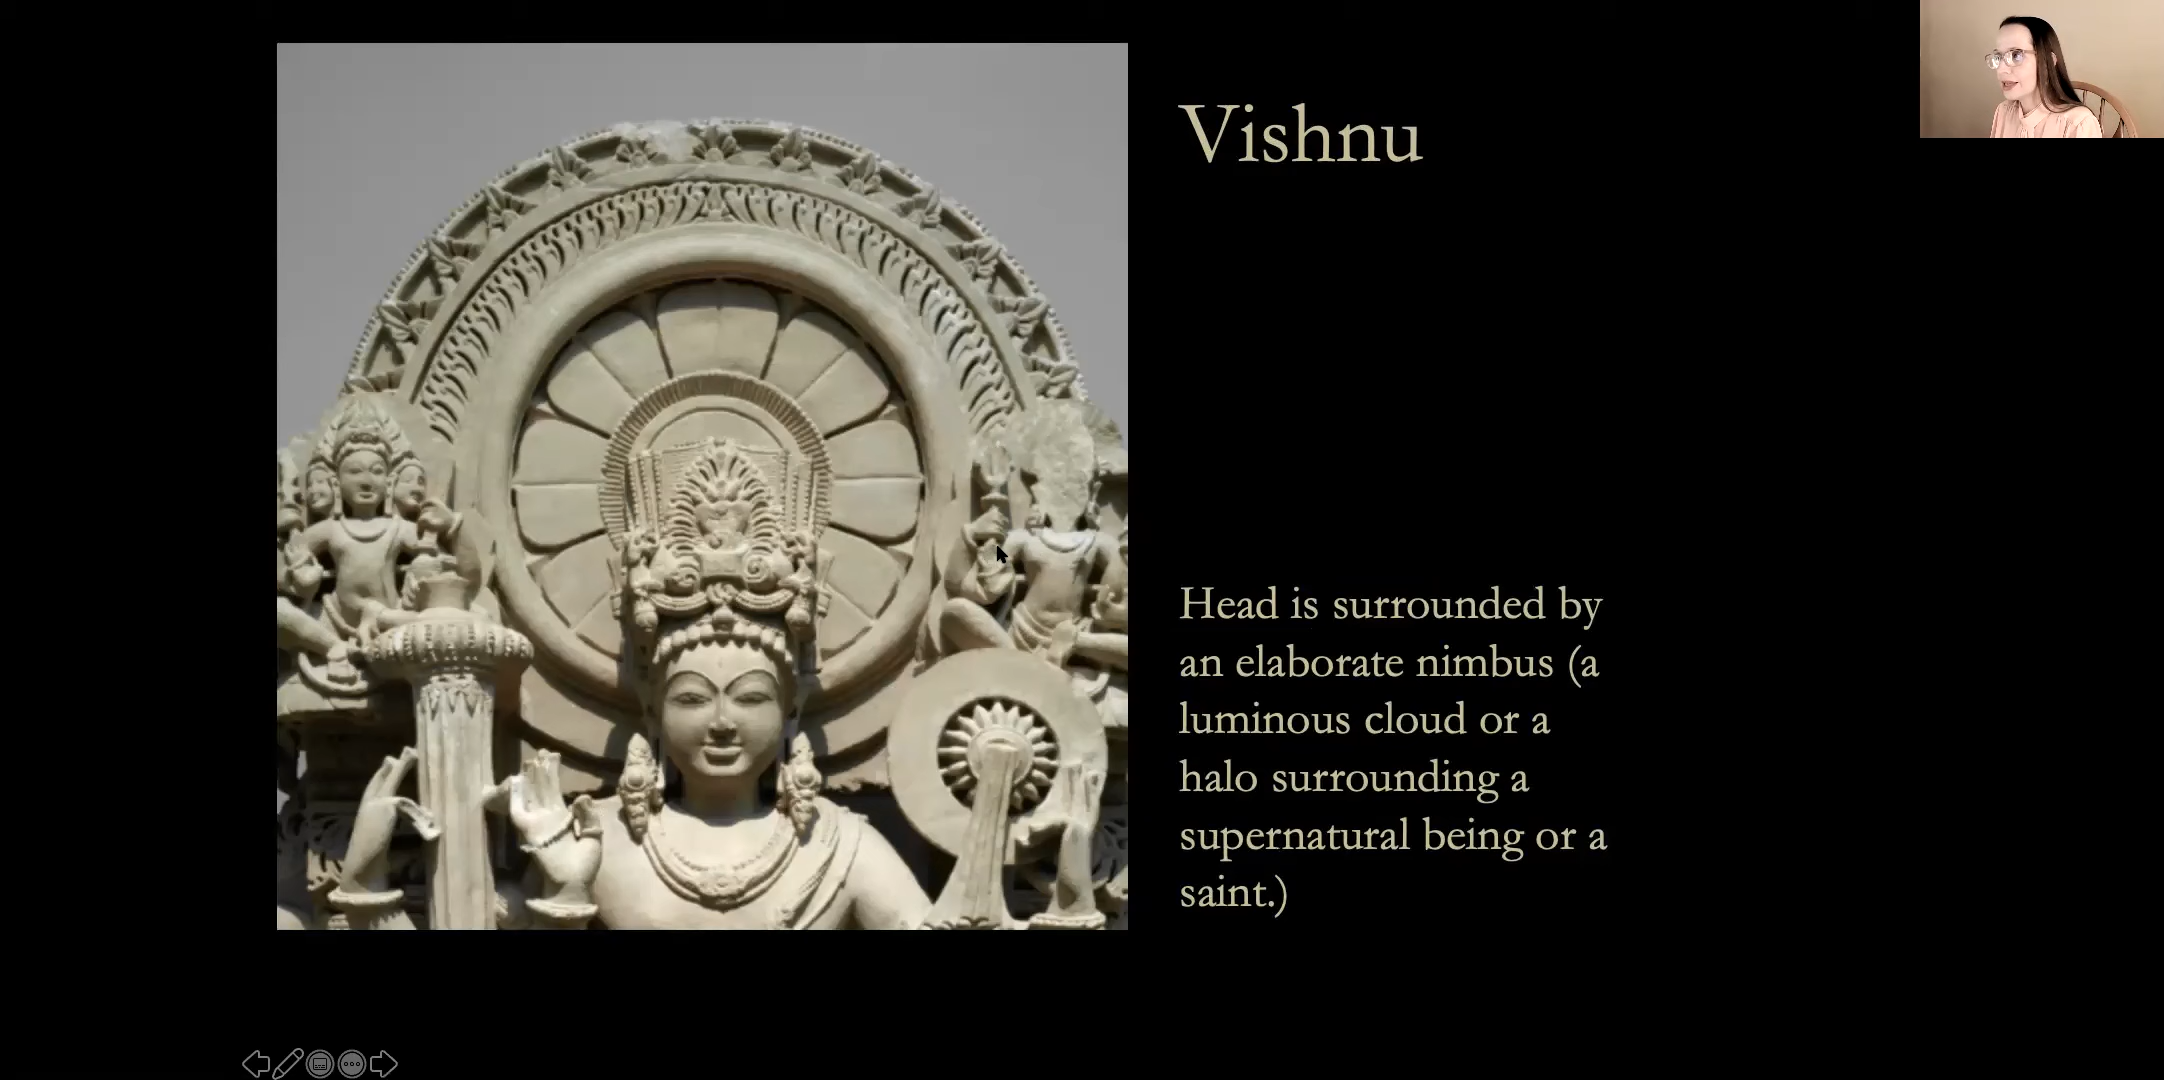 Vishnu
Head is surrounded by
an elaborate nimbus (a
luminous cloud or a
halo surrounding a
supernatural being or a
saint.)